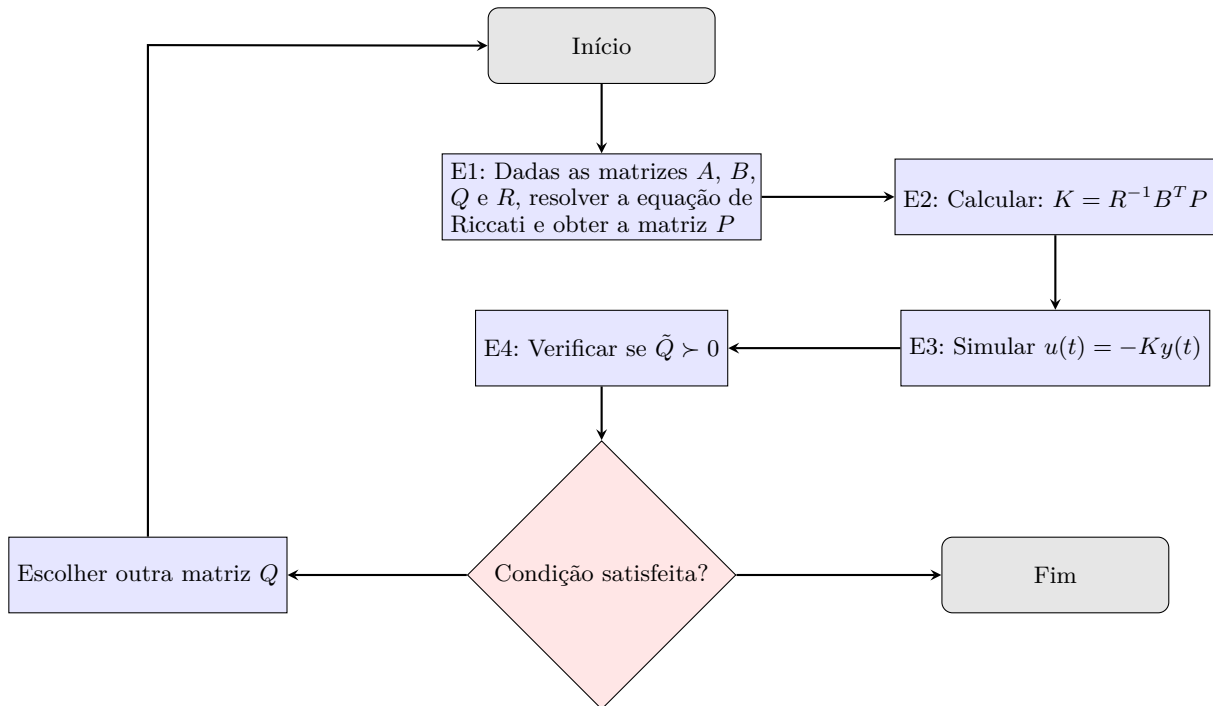 Início
E1: Dadas as matrizes A, B,
Q e R, resolver a equação de
Riccati e obter a matriz P
E2: Calcular: K = R⁻¹BᵀP
E4: Verificar se Q̃ ≻ 0
E3: Simular u(t) = −Ky(t)
Escolher outra matriz Q
Condição satisfeita?
Fim